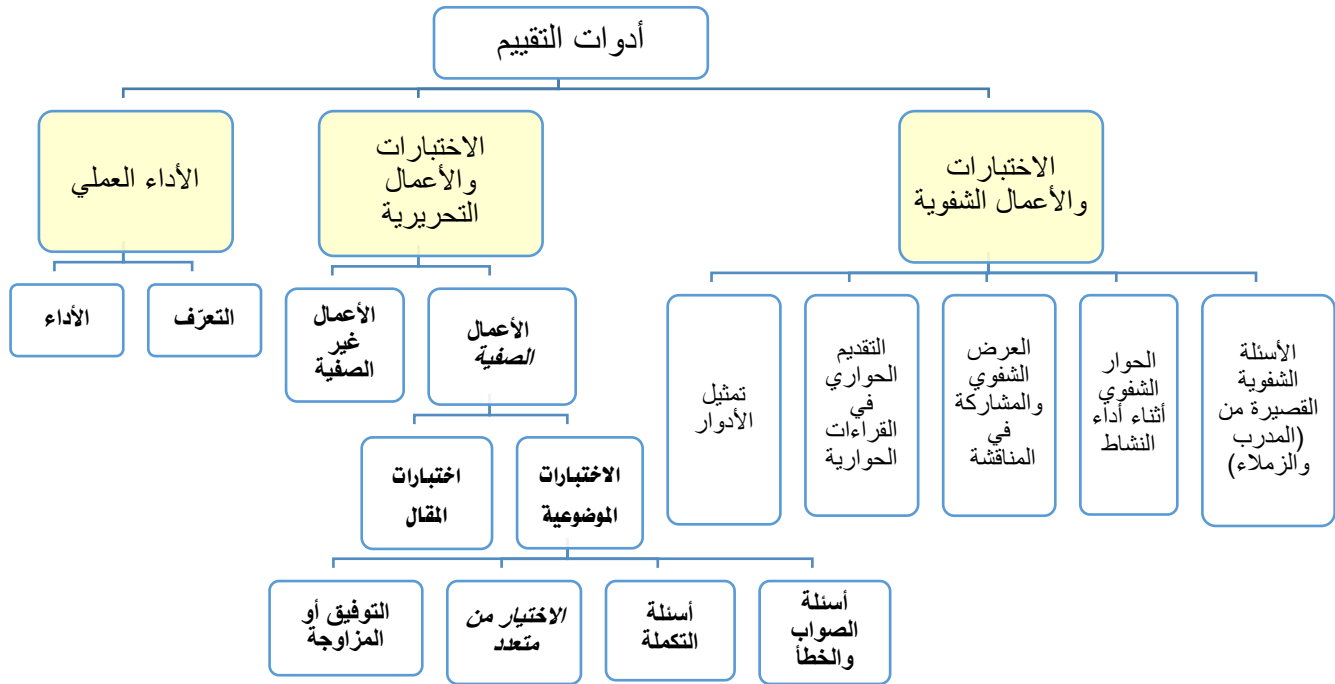 أدوات التقييم
الاختبارات
والأعمال الشفوية
الاختبارات
والأعمال
التحريرية
الأداء العملي
الأسئلة
الشفوية
القصيرة من
(المدرب
والزملاء)
الحوار
الشفوي
أثناء أداء
النشاط
العرض
الشفوي
والمشاركة
في
المناقشة
التقديم
الحواري
في
القراءات
الحوارية
تمثيل
الأدوار
الأعمال
الصفية
الأعمال
غير
الصفية
التعرّف
الأداء
الاختبارات
الموضوعية
اختبارات
المقال
أسئلة
الصواب
والخطأ
أسئلة
التكملة
الاختيار من
متعدد
التوفيق أو
المزاوجة